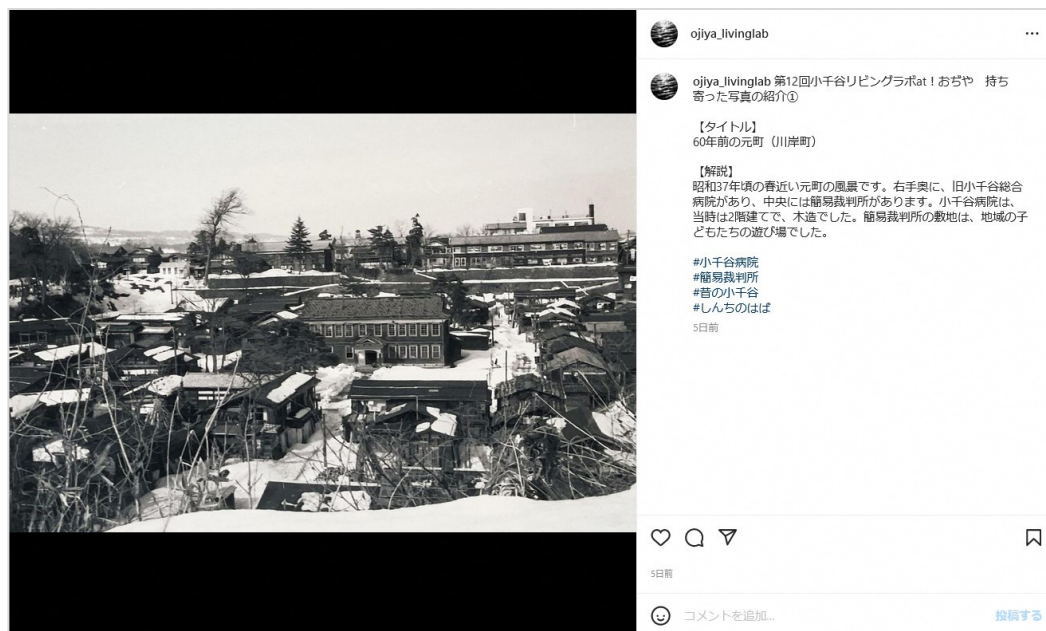 ojiya_livinglab
ojiya_livinglab 第12回小千谷リビングラボat！おぢや　持ち
寄った写真の紹介①
【タイトル】
60年前の元町（川岸町）
【解説】
昭和37年頃の春近い元町の風景です。右手奥に、旧小千谷総合
病院があり、中央には簡易裁判所があります。小千谷病院は、
当時は2階建てで、木造でした。簡易裁判所の敷地は、地域の子
どもたちの遊び場でした。
#小千谷病院
#簡易裁判所
#昔の小千谷
#しんちのはば
5日前
5日前
コメントを追加...
投稿する